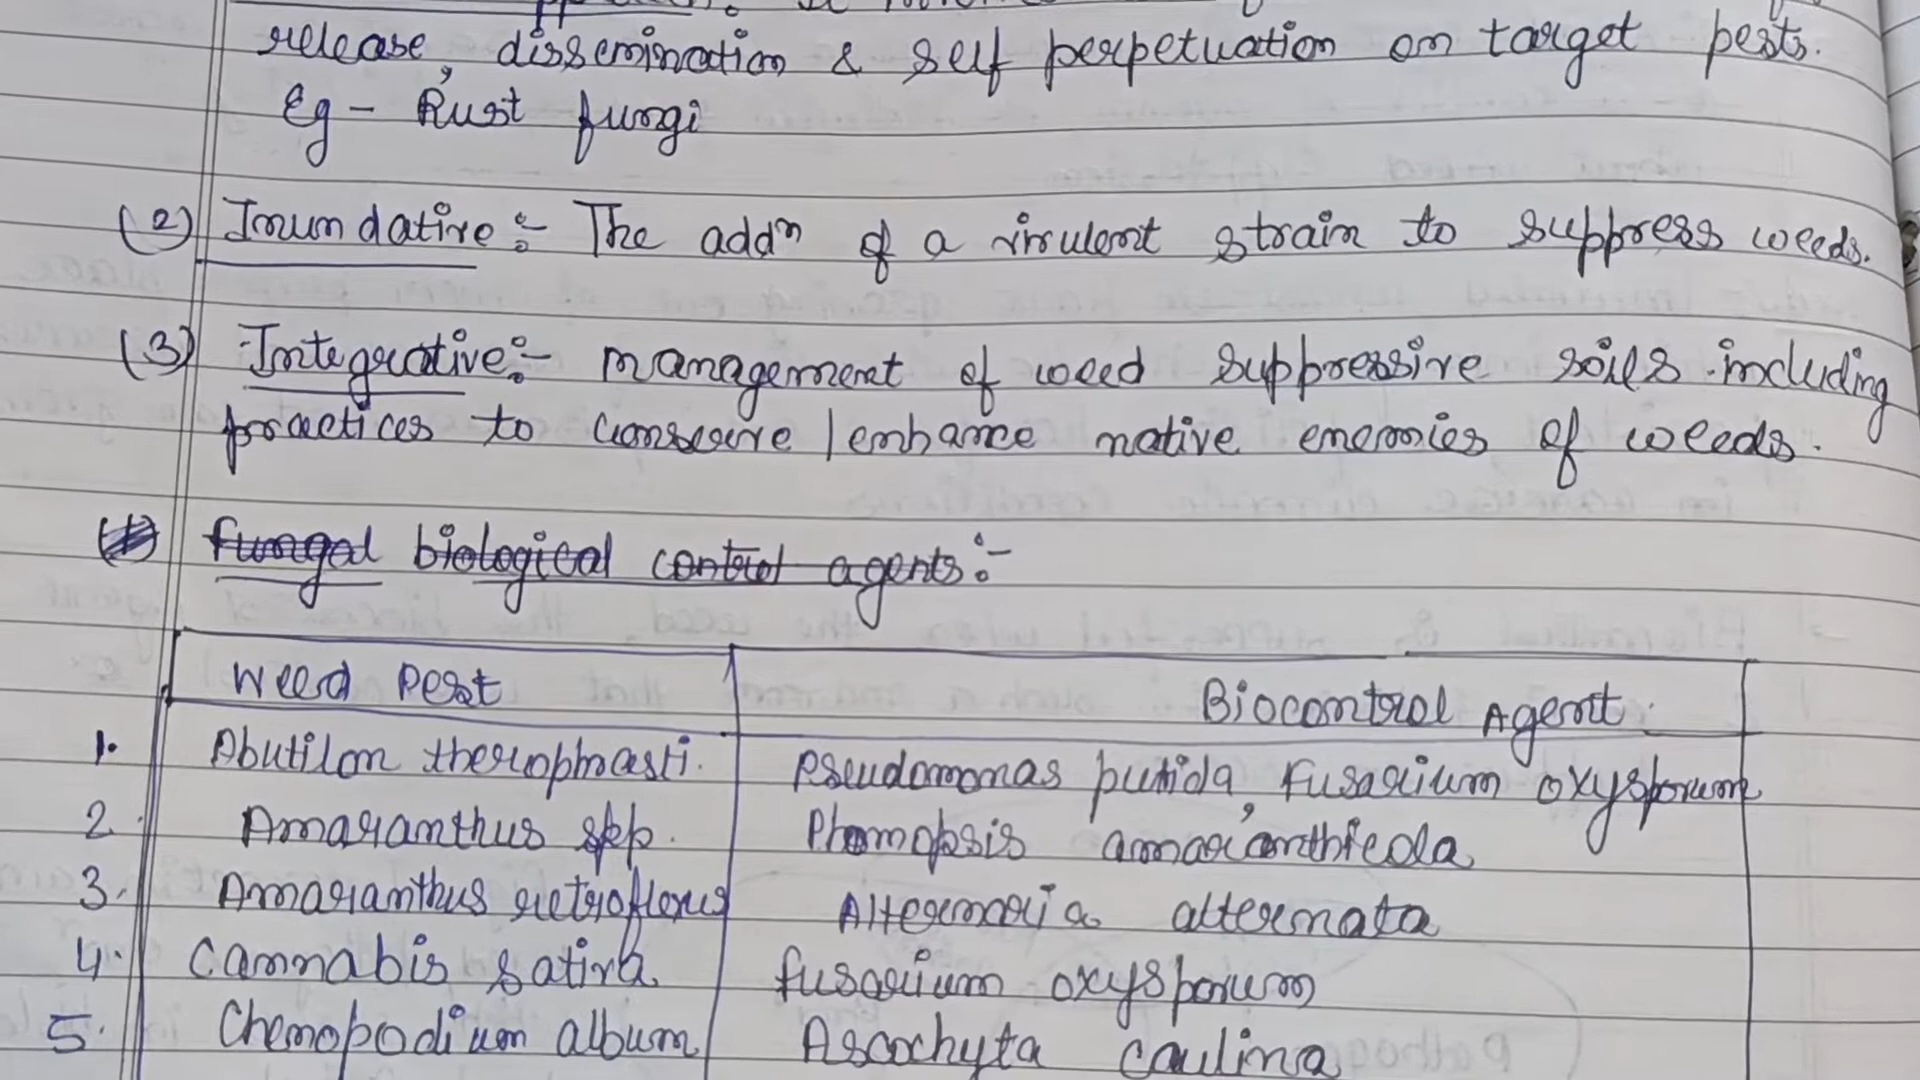 release, dissemination & self perpetuation on target pests.
Eg - Rust fungi
(2) Inundative :- The addn of a virulent strain to suppress weeds.
(3) Integrative :- management of weed suppressive soils including
practices to conserve / enhance native enemies of weeds.
fungal biological control agents :-
Weed Pest
Biocontrol Agent
1. Abutilon theriophrasti. Pseudomonas putida, Fusarium oxysporum
2. Amaranthus spp. Phomopsis amaranthicola
3. Amaranthus retroflexus Alternaria alternata
4. Cannabis sativa Fusarium oxysporum
5. Chenopodium album Ascochyta caulina